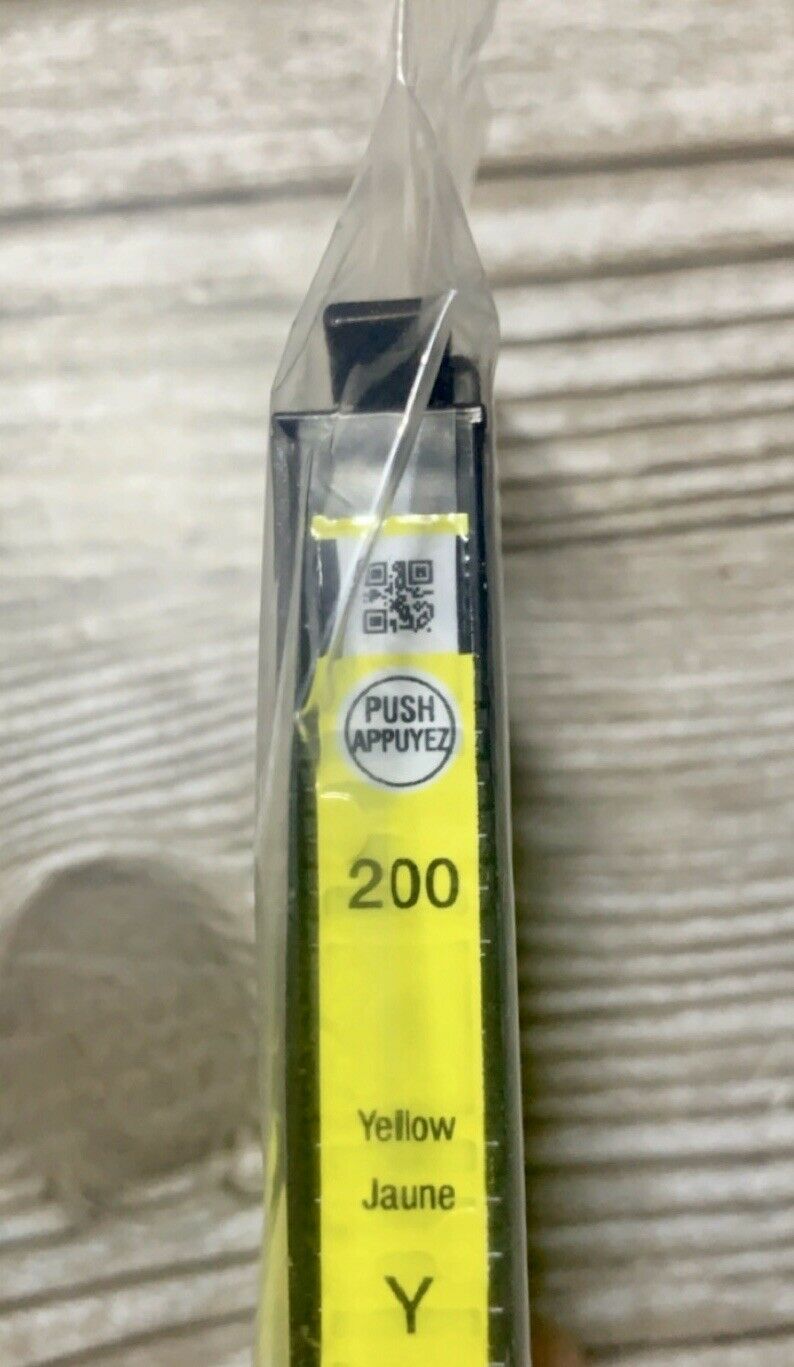 PUSH
APPUYEZ
200
Yellow
Jaune
Y